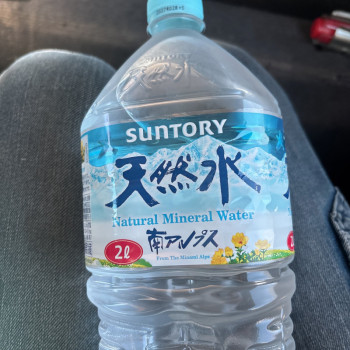 SUNTORY
天然水
Natural Mineral Water
南アルプス
From The Minami Alps
2ℓ